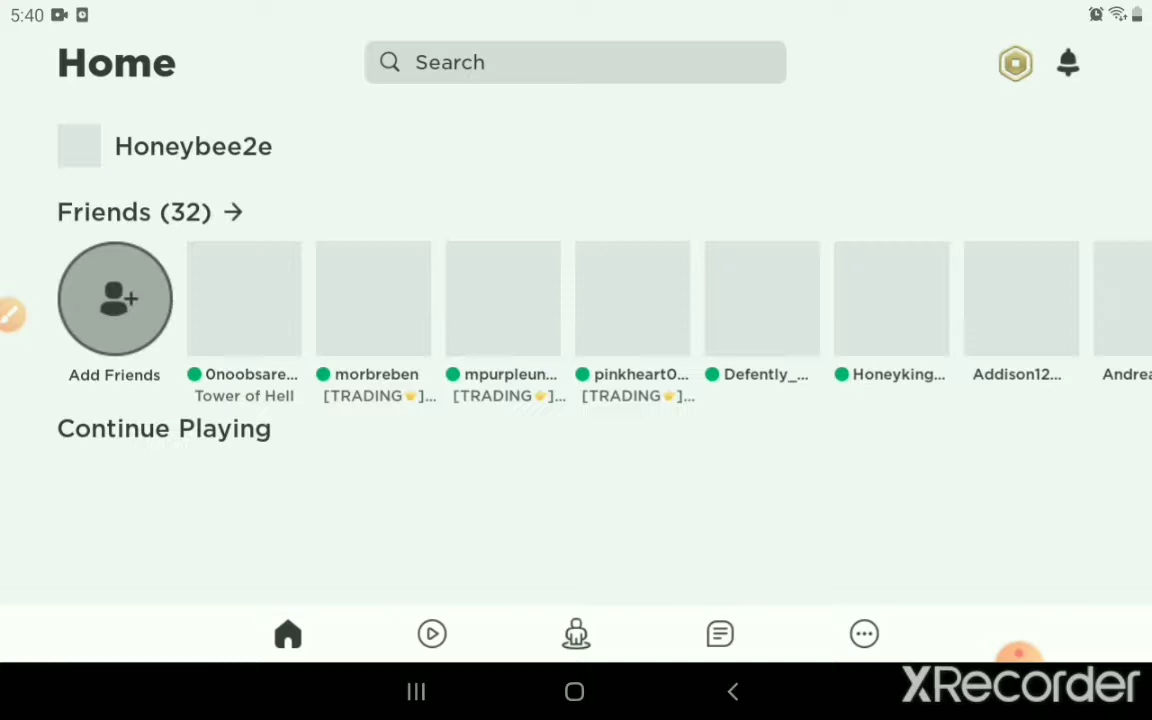 5:40
Home
Search
Honeybee2e
Friends (32) →
Add Friends
0noobsare...
Tower of Hell
morbreben
[TRADING👉]...
mpurpleun...
[TRADING👉]...
pinkheart0...
[TRADING👉]...
Defently_...
Honeyking...
Addison12...
Andrea
Continue Playing
XRecorder